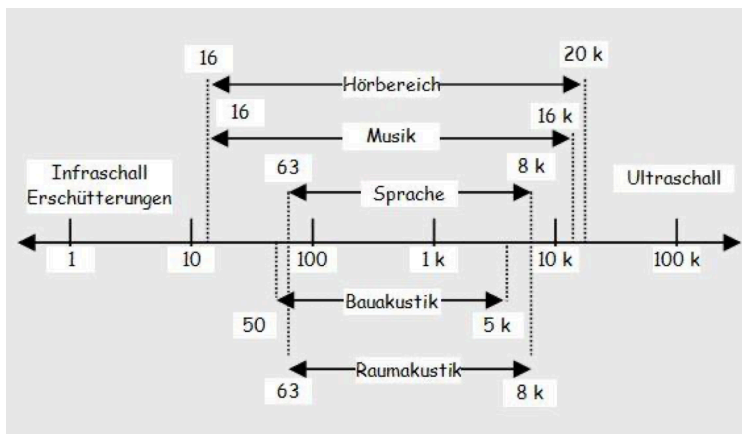 16
20 k
Hörbereich
16
16 k
Musik
63
8 k
Infraschall
Erschütterungen
Sprache
Ultraschall
1
10
100
1 k
10 k
100 k
Bauakustik
50
5 k
Raumakustik
63
8 k